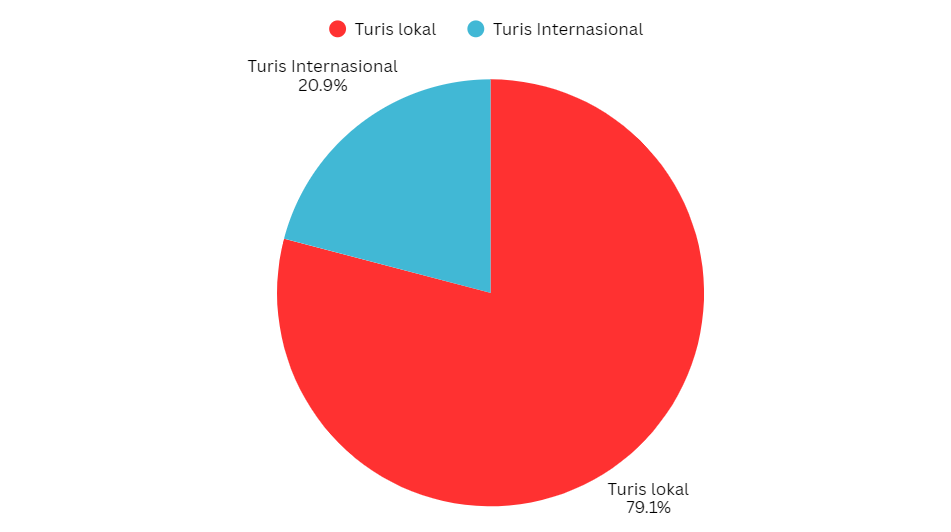 Turis lokal
Turis Internasional
Turis Internasional
20.9%
Turis lokal
79.1%